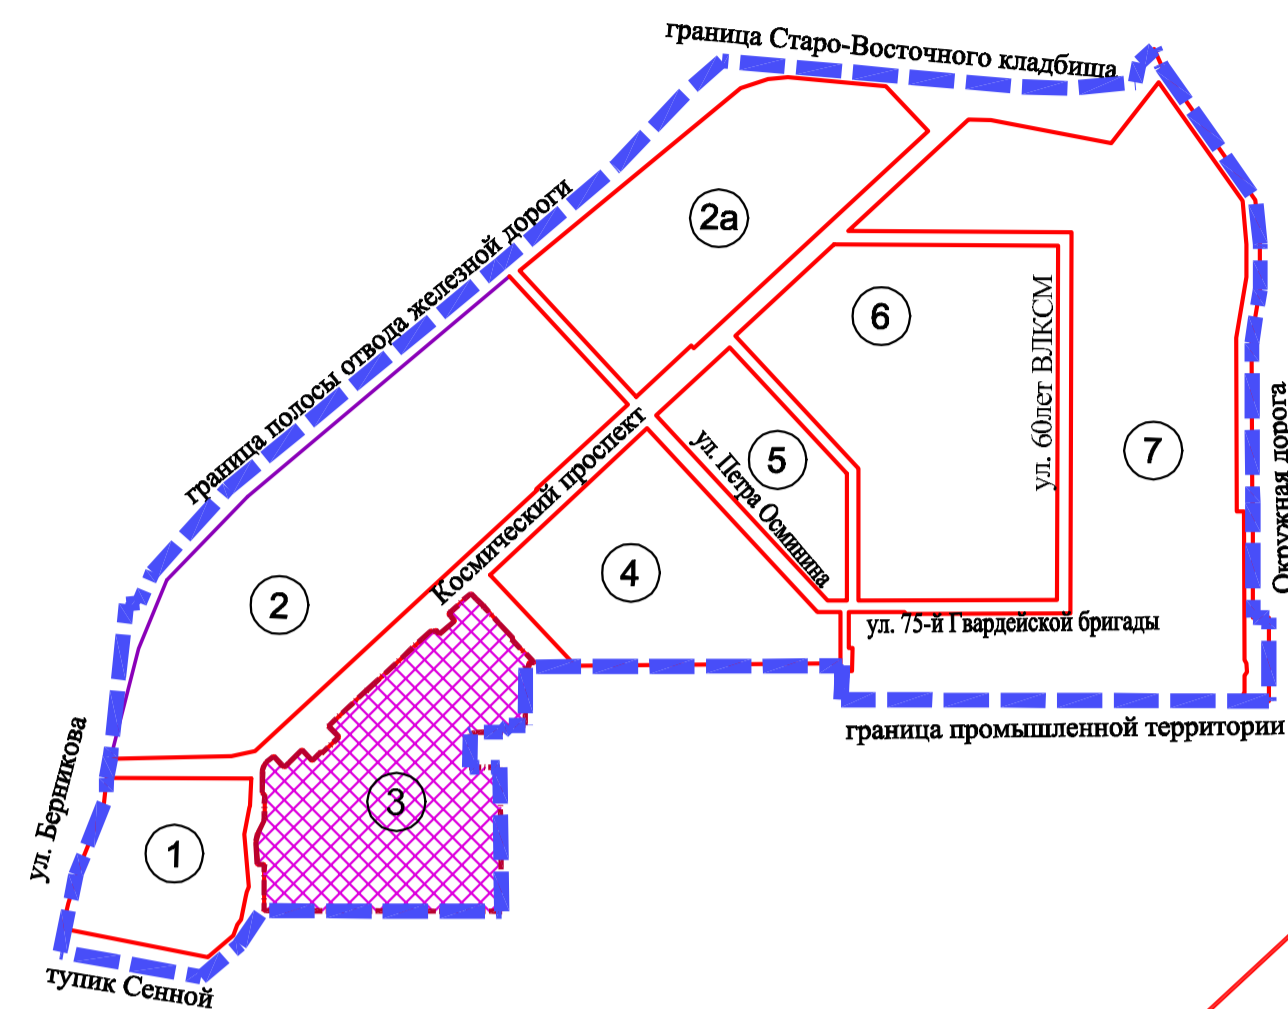 граница Старо-Восточного кладбища
граница полосы отвода железной дороги
2а
6
ул. 60лет ВЛКСМ
7
Окружная дорога
Космический проспект
ул. Петра Осминина
5
4
2
ул. 75-й Гвардейской бригады
граница промышленной территории
3
1
ул. Берникова
тупик Сенной